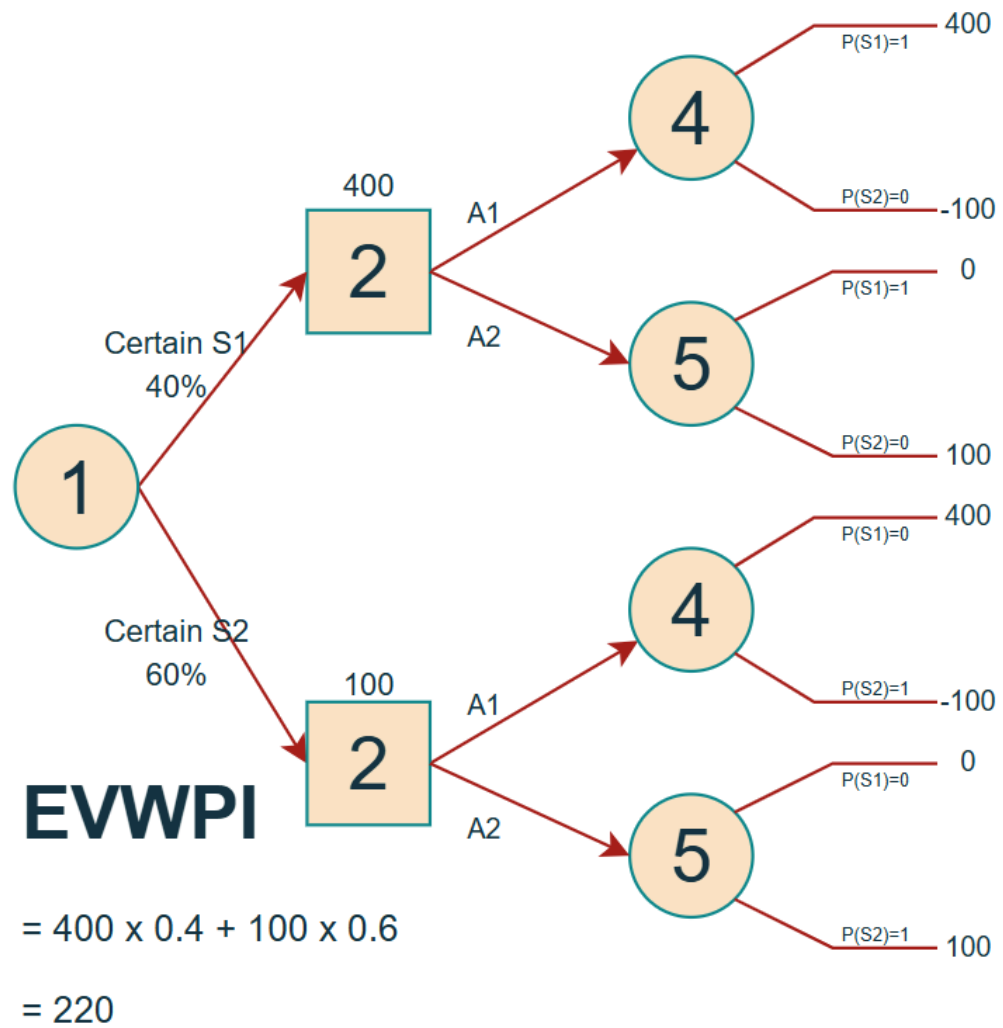 400
P(S1)=1
4
P(S2)=0
-100
400
A1
2
0
P(S1)=1
A2
5
Certain S1
40%
P(S2)=0
100
1
400
P(S1)=0
4
Certain S2
60%
P(S2)=1
-100
100
A1
2
0
P(S1)=0
EVWPI
A2
5
= 400 x 0.4 + 100 x 0.6
P(S2)=1
100
= 220